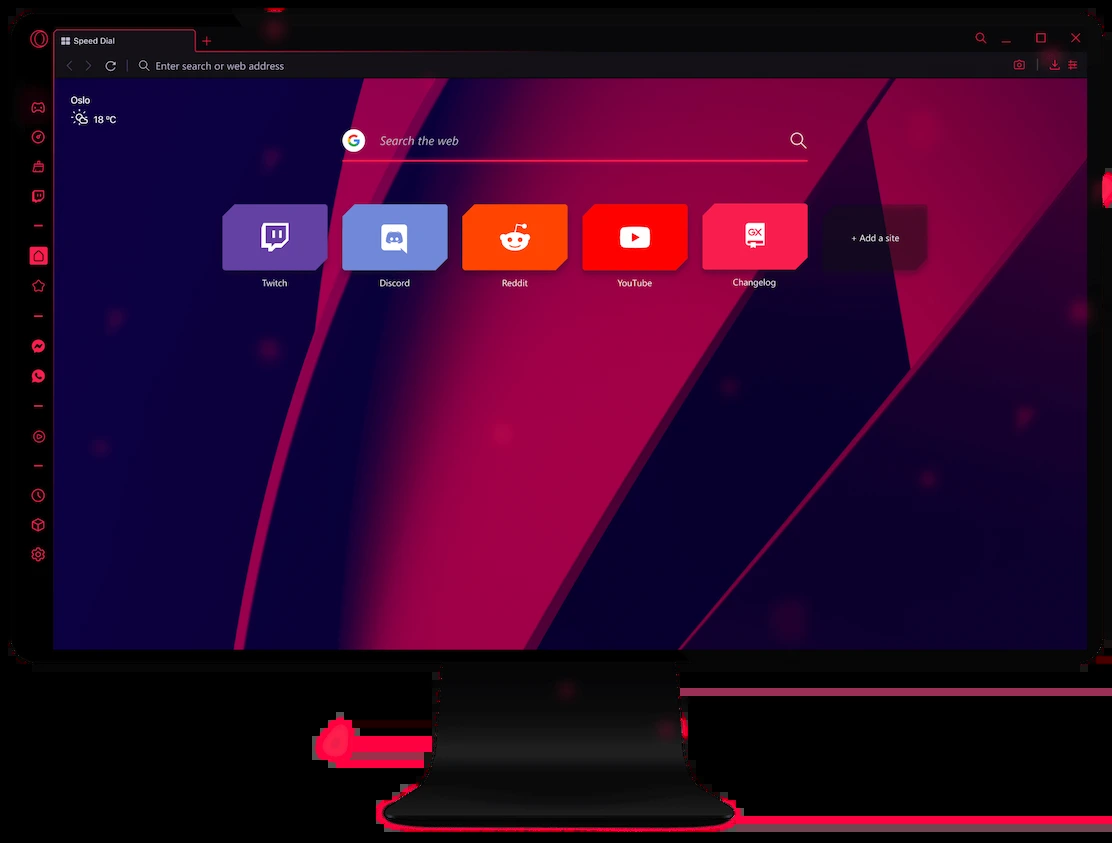 Speed Dial
Enter search or web address
Oslo
18 ºC
G
Search the web
GX
+ Add a site
Twitch
Discord
Reddit
YouTube
Changelog